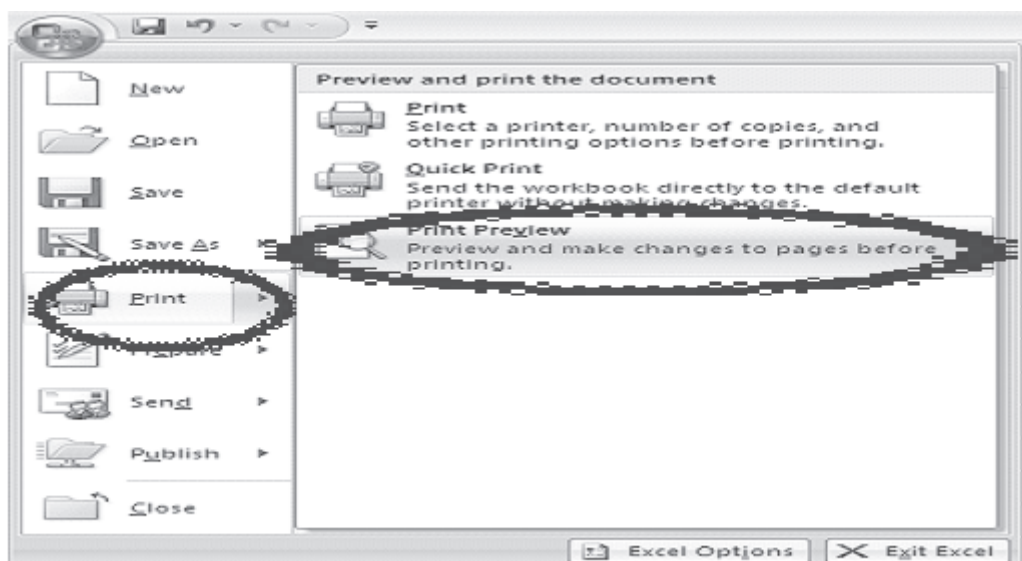 New
Open
Save
Save As
Print
Prepare
Send
Publish
Close
Preview and print the document
Print
Select a printer, number of copies, and
other printing options before printing.
Quick Print
Send the workbook directly to the default
printer without making changes.
Print Preview
Preview and make changes to pages before
printing.
Excel Options
Exit Excel